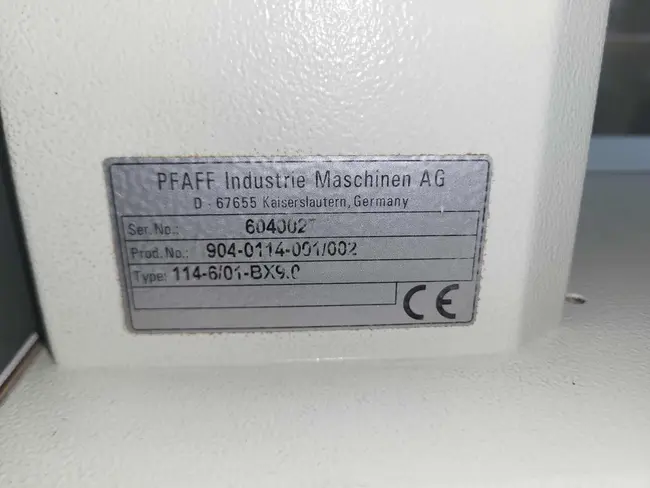 PFAFF Industrie Maschinen AG
D - 67655 Kaiserslautern, Germany
Ser. No.:
Prod. No.: 904-0114-001/002
Type: 114-6/01-BX9.0
CE